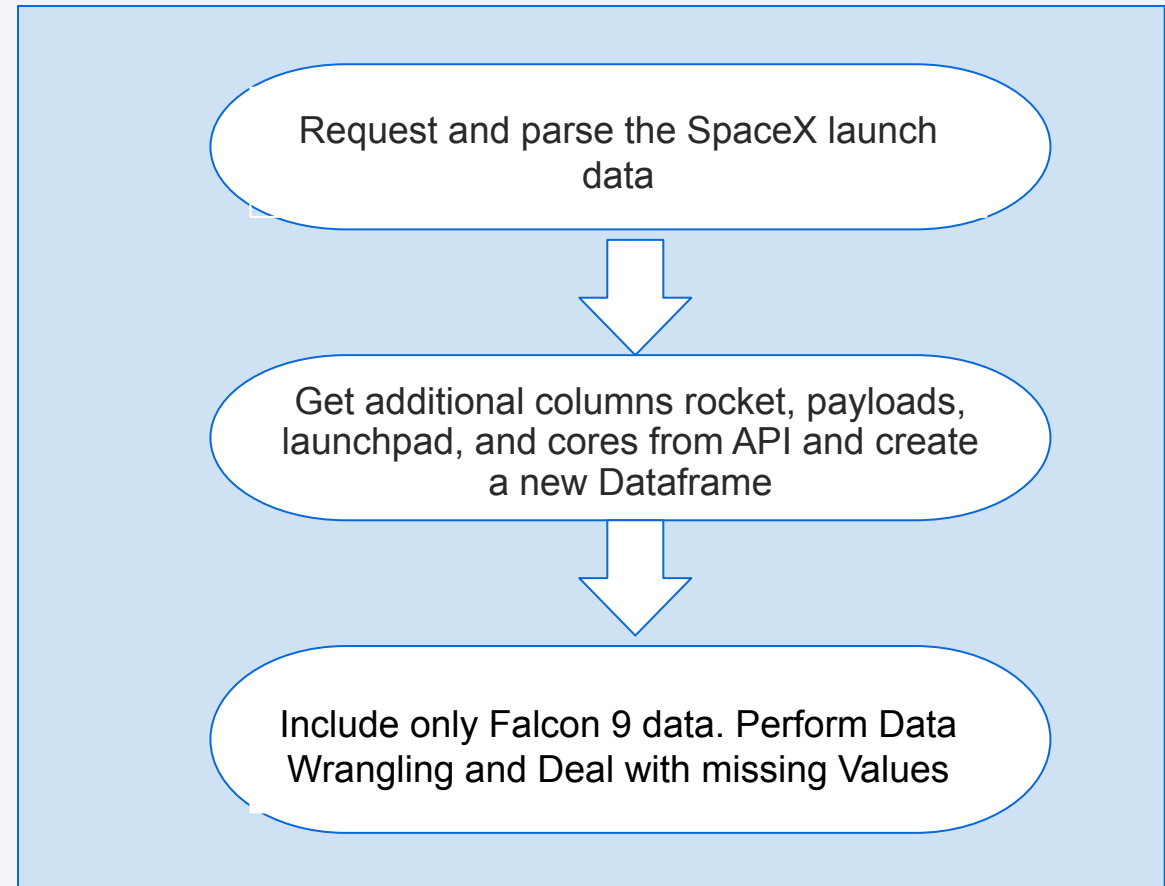 Request and parse the SpaceX launch
data
Get additional columns rocket, payloads,
launchpad, and cores from API and create
a new Dataframe
Include only Falcon 9 data. Perform Data
Wrangling and Deal with missing Values